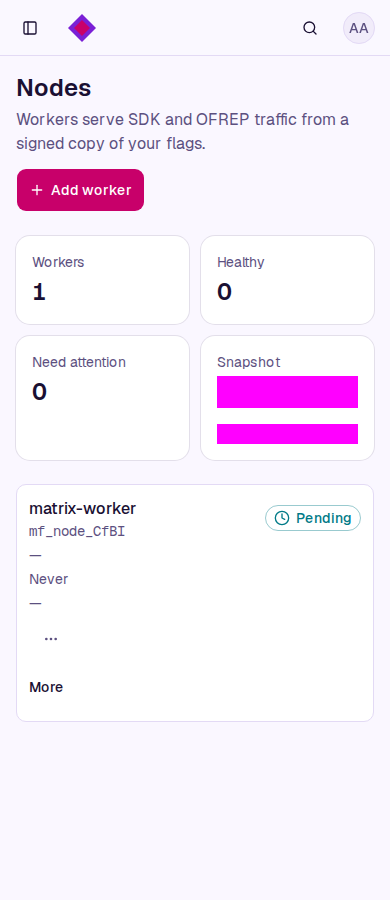 AA
Nodes
Workers serve SDK and OFREP traffic from a
signed copy of your flags.
+ Add worker
Workers
1
Healthy
0
Need attention
0
Snapshot
matrix-worker
mf_node_CfBI
Pending
—
Never
—
...
More